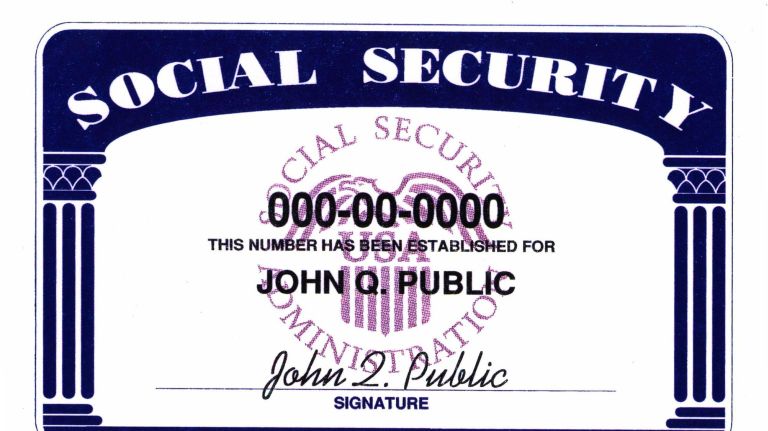 SOCIAL SECURITY
SOCIAL SECURITY
000-00-0000
THIS NUMBER HAS BEEN ESTABLISHED FOR
USA
JOHN Q. PUBLIC
ADMINISTRATION
John Q. Public
SIGNATURE